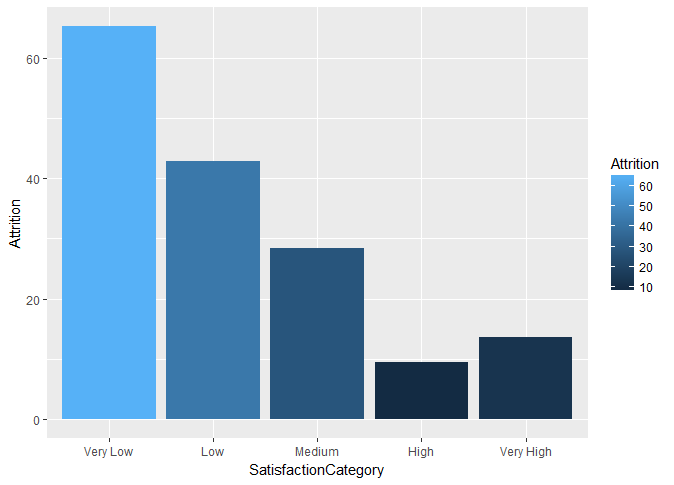 60
40
20
0
Attrition
Very Low
Low
Medium
High
Very High
SatisfactionCategory
Attrition
60
50
40
30
20
10